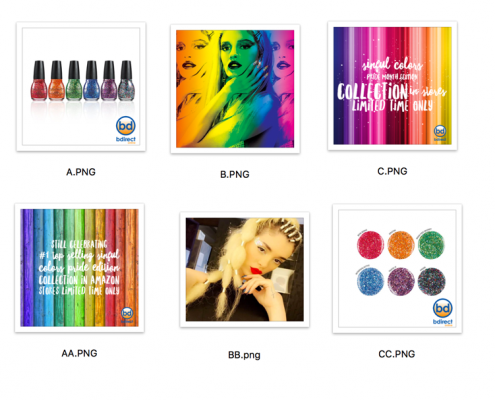 bd
bdirect
A.PNG
B.PNG
sinful colors
PRIDE MONTH EDITION
COLLECTION in stores
LIMITED TIME ONLY
bd
C.PNG
STILL CELEBRATING
#1 top selling sinful
colors pride edition
COLLECTION IN AMAZON
STORES LIMITED TIME ONLY
bd
AA.PNG
BB.png
bd
bdirect
CC.PNG